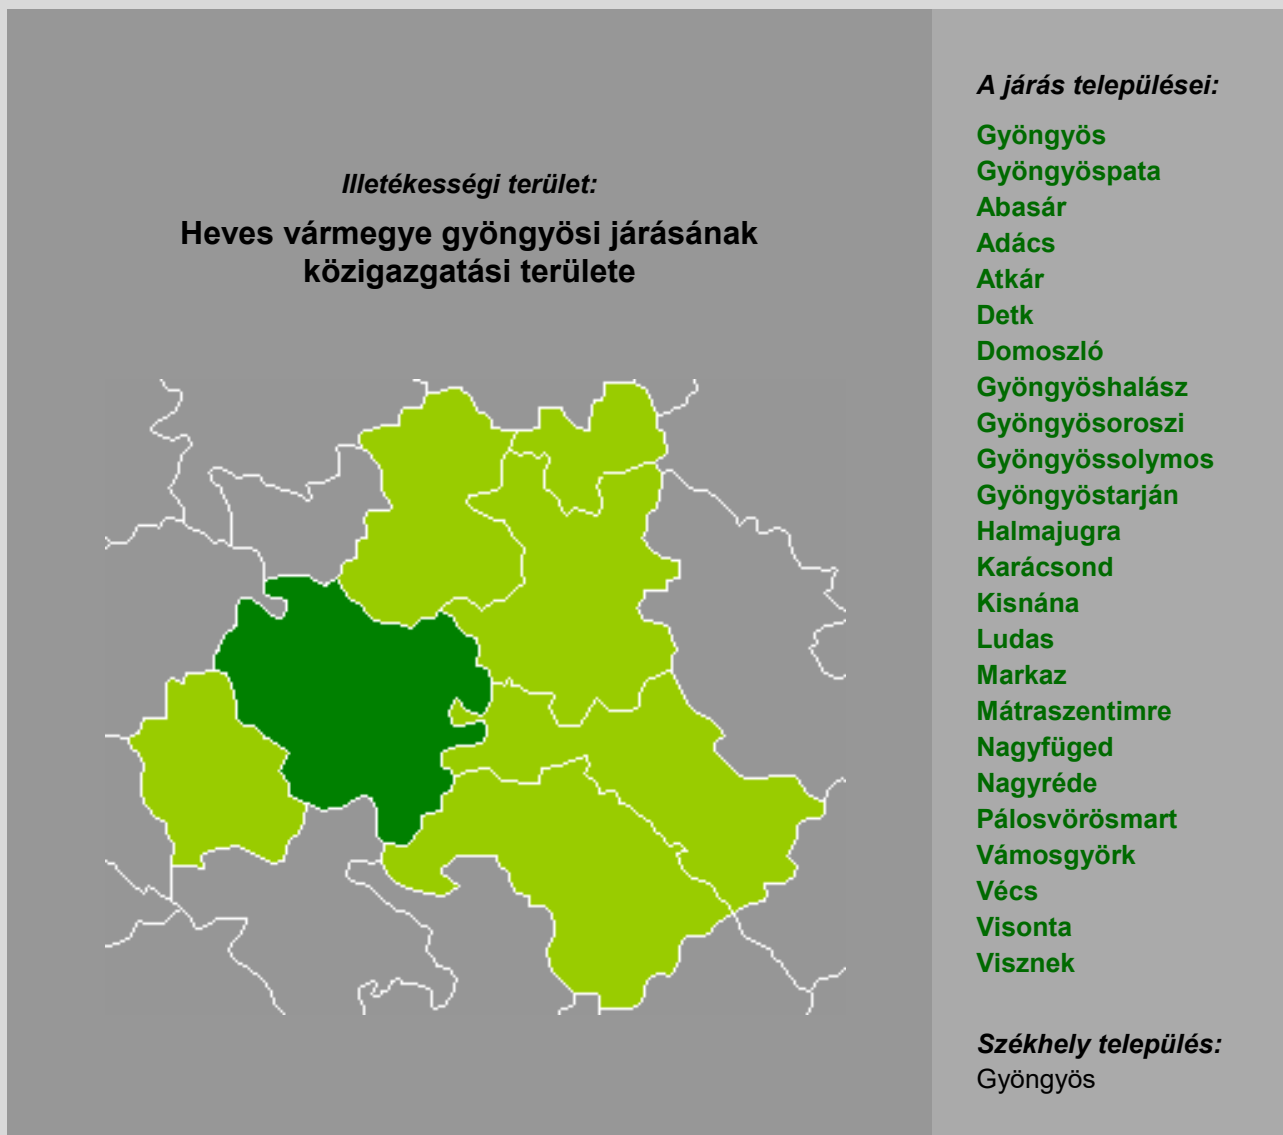 Illetékességi terület:
Heves vármegye gyöngyösi járásának
közigazgatási területe
A járás települései:
Gyöngyös
Gyöngyöspata
Abasár
Adács
Atkár
Detk
Domoszló
Gyöngyöshalász
Gyöngyösoroszi
Gyöngyössolymos
Gyöngyöstarján
Halmajugra
Karácsond
Kisnána
Ludas
Markaz
Mátraszentimre
Nagyfüged
Nagyréde
Pálosvörösmart
Vámosgyörk
Vécs
Visonta
Visznek
Székhely település:
Gyöngyös